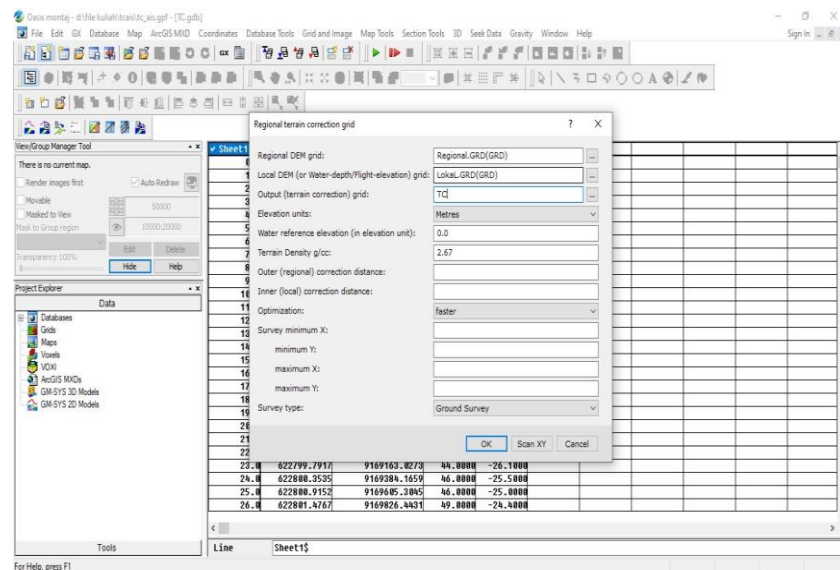 Oasis montaj - d:\file kuliah\tcais\tc_ais.gpf - [TC.gdb]
File Edit GX Database Map ArcGIS MXD Coordinates Database Tools Grid and Image Map Tools Section Tools 3D Seek Data Gravity Window Help Sign In
View/Group Manager Tool
There is no current map.
Render images first Auto Redraw
Movable
Masked to View
50000
Mask to Group region
10000:20000
Transparency 100%
Edit Delete
Hide Help
Project Explorer
Data
Databases
Grids
Maps
Voxels
VOXI
ArcGIS MXDs
GM-SYS 3D Models
GM-SYS 2D Models
Tools
Regional terrain correction grid ? X
Regional DEM grid: Regional.GRD(GRD) ...
Local DEM (or Water-depth/Flight-elevation) grid: LokaL.GRD(GRD) ...
Output (terrain correction) grid: TC ...
Elevation units: Metres
Water reference elevation (in elevation unit): 0.0
Terrain Density g/cc: 2.67
Outer (regional) correction distance:
Inner (local) correction distance:
Optimization: faster
Survey minimum X:
minimum Y:
maximum X:
maximum Y:
Survey type: Ground Survey
OK Scan XY Cancel
Sheet1
23.0 622799.7917 9169163.0273 44.0000 -26.1000
24.0 622800.3535 9169384.1659 46.0000 -25.5000
25.0 622800.9152 9169605.3045 46.0000 -25.0000
26.0 622801.4767 9169826.4431 49.0000 -24.4000
Line Sheet1$
For Help, press F1